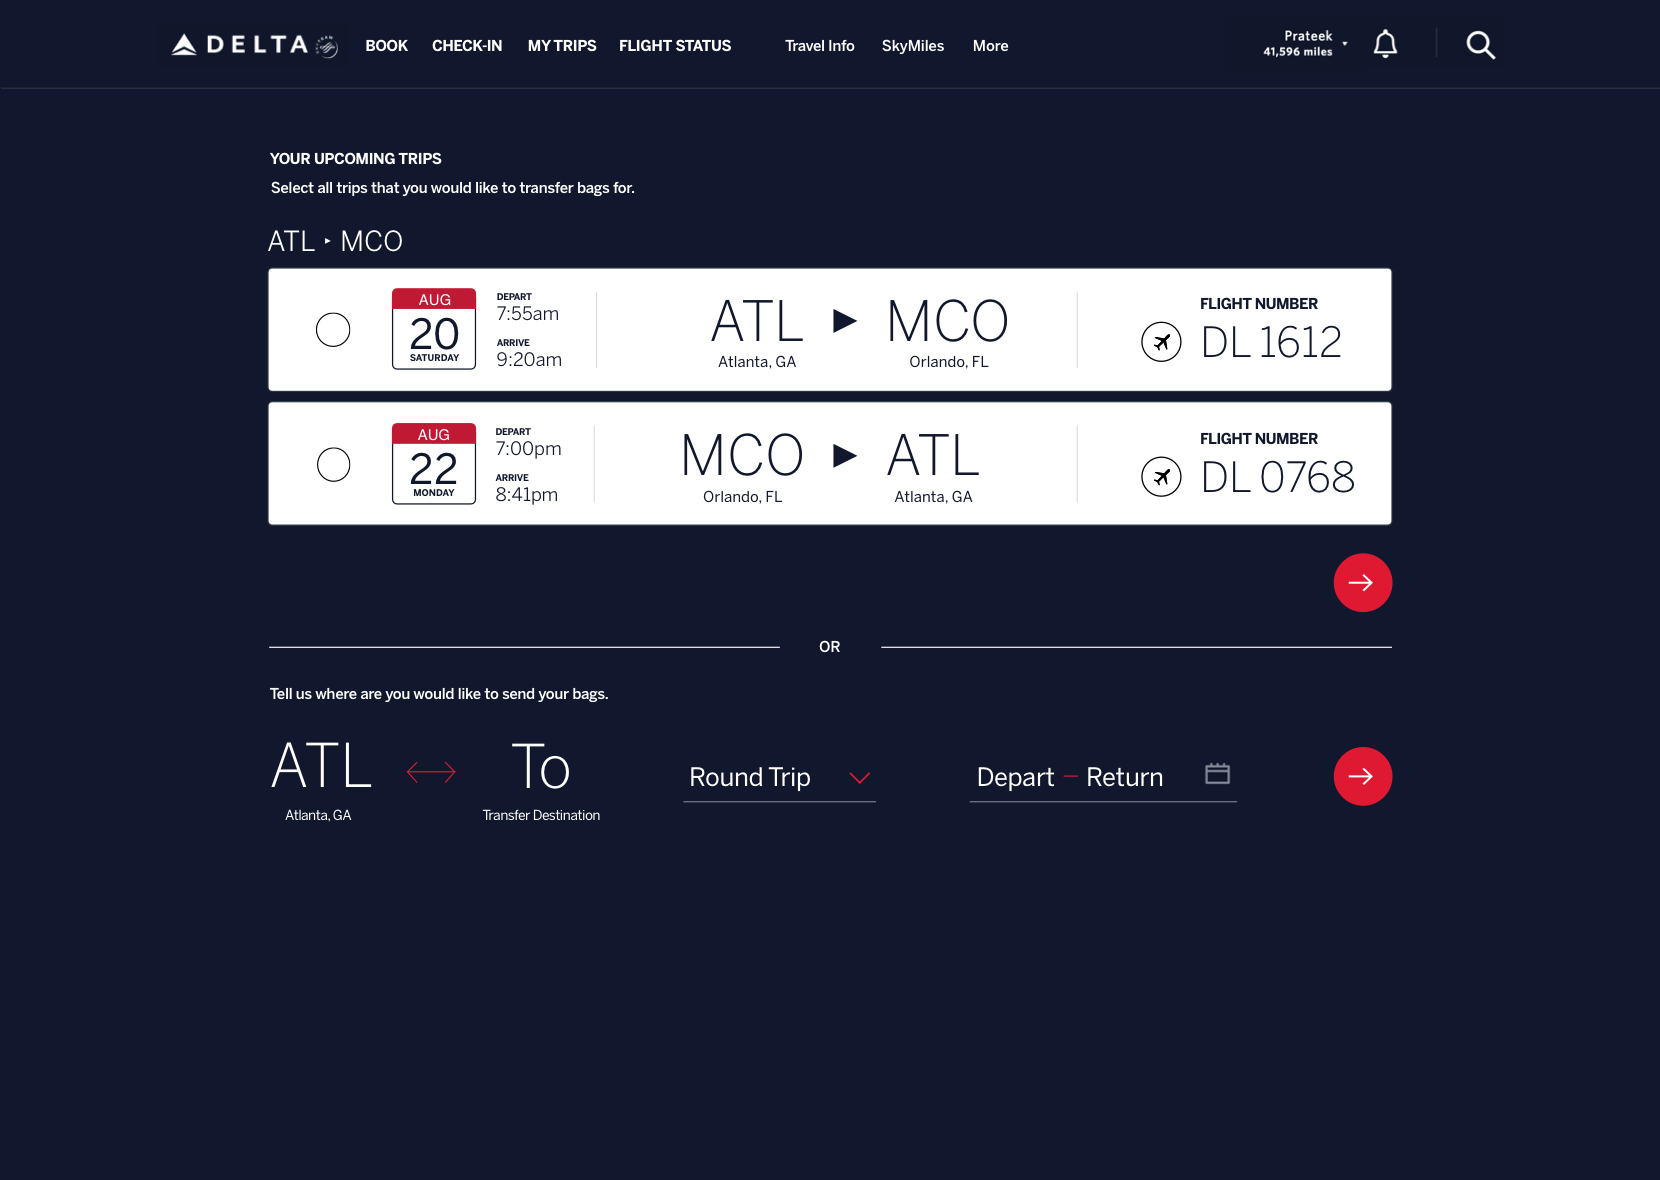 DELTA BOOK CHECK-IN MY TRIPS FLIGHT STATUS Travel Info SkyMiles More Prateek
41,596 miles
YOUR UPCOMING TRIPS
Select all trips that you would like to transfer bags for.
ATL ▸ MCO
AUG
20
SATURDAY
DEPART
7:55am
ARRIVE
9:20am
ATL ▶ MCO
Atlanta, GA Orlando, FL
FLIGHT NUMBER
DL 1612
AUG
22
MONDAY
DEPART
7:00pm
ARRIVE
8:41pm
MCO ▶ ATL
Orlando, FL Atlanta, GA
FLIGHT NUMBER
DL 0768
OR
Tell us where are you would like to send your bags.
ATL To
Atlanta, GA Transfer Destination
Round Trip
Depart – Return